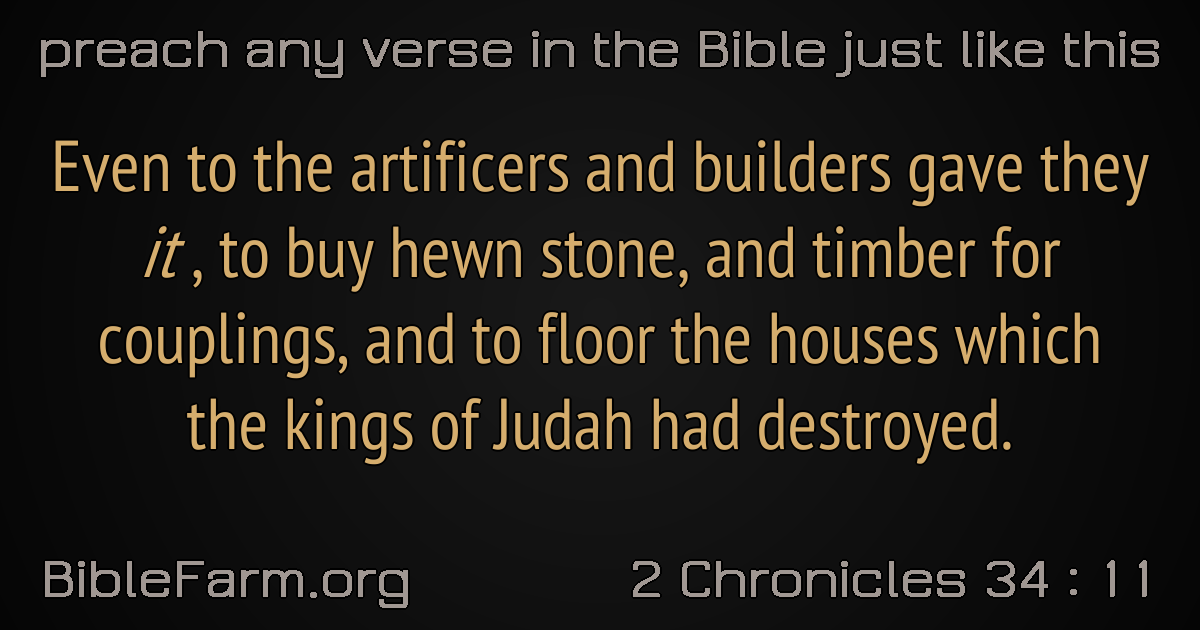 preach any verse in the Bible just like this
Even to the artificers and builders gave they
it , to buy hewn stone, and timber for
couplings, and to floor the houses which
the kings of Judah had destroyed.
BibleFarm.org
2 Chronicles 34 : 11